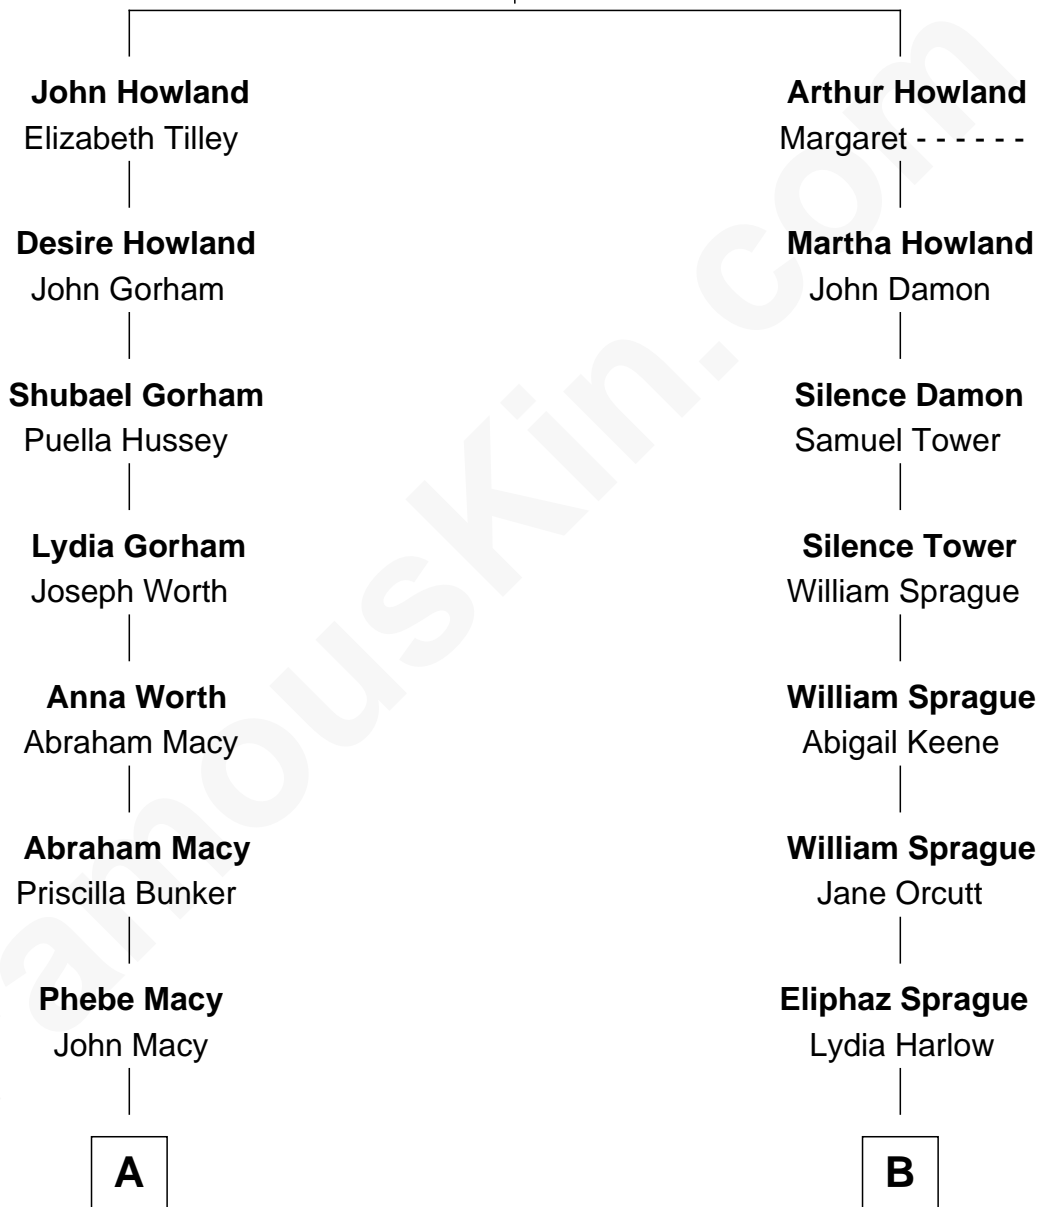 John Howland
Elizabeth Tilley
Desire Howland
John Gorham
Shubael Gorham
Puella Hussey
Lydia Gorham
Joseph Worth
Anna Worth
Abraham Macy
Abraham Macy
Priscilla Bunker
Phebe Macy
John Macy
A
Arthur Howland
Margaret - - - - - -
Martha Howland
John Damon
Silence Damon
Samuel Tower
Silence Tower
William Sprague
William Sprague
Abigail Keene
William Sprague
Jane Orcutt
Eliphaz Sprague
Lydia Harlow
B
amouskin.com